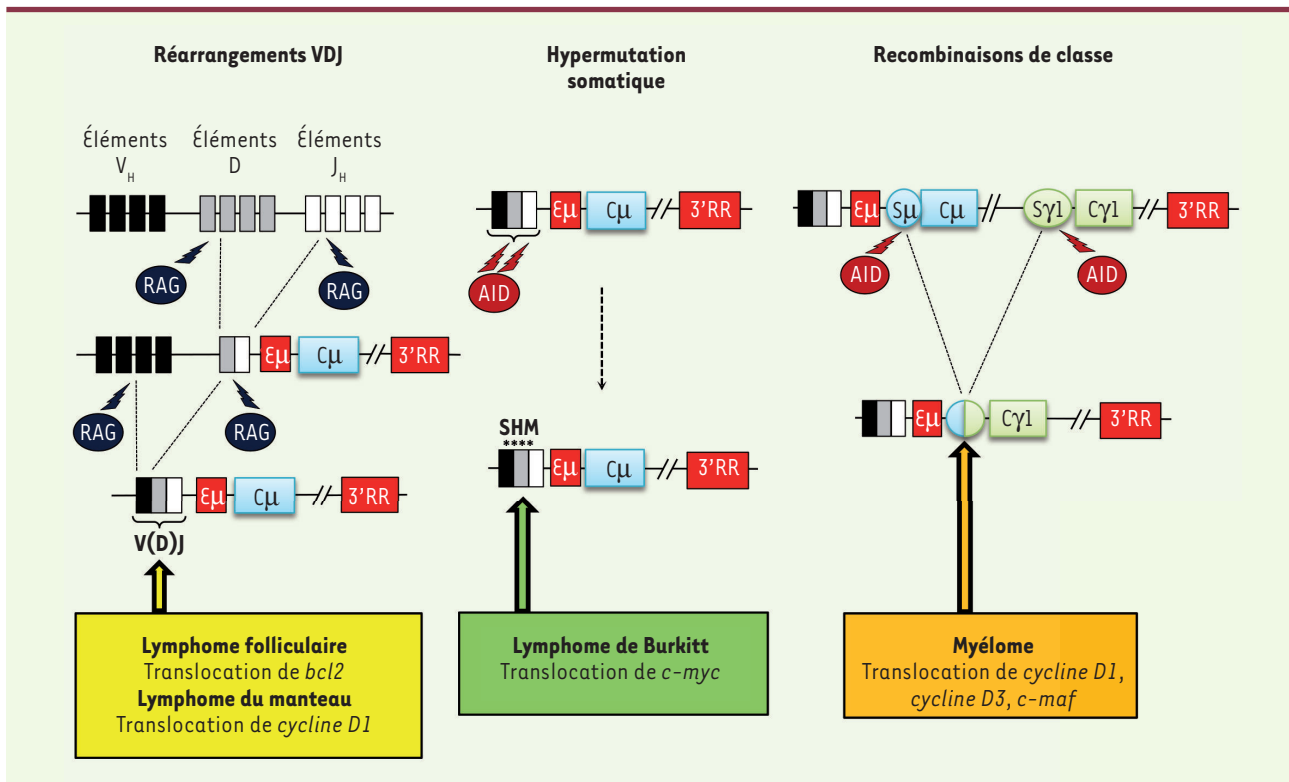 Réarrangements VDJ
Éléments
V_H
Éléments
D
Éléments
J_H
RAG
RAG
Eμ
Cμ
3'RR
RAG
RAG
Eμ
Cμ
3'RR
V(D)J
Lymphome folliculaire
Translocation de bcl2
Lymphome du manteau
Translocation de cycline D1
Hypermutation
somatique
Eμ
Cμ
3'RR
AID
SHM
****
Eμ
Cμ
3'RR
Lymphome de Burkitt
Translocation de c-myc
Recombinaisons de classe
Eμ
Sμ
Cμ
Sγ1
Cγ1
3'RR
AID
AID
Eμ
Cγ1
3'RR
Myélome
Translocation de cycline D1,
cycline D3, c-maf